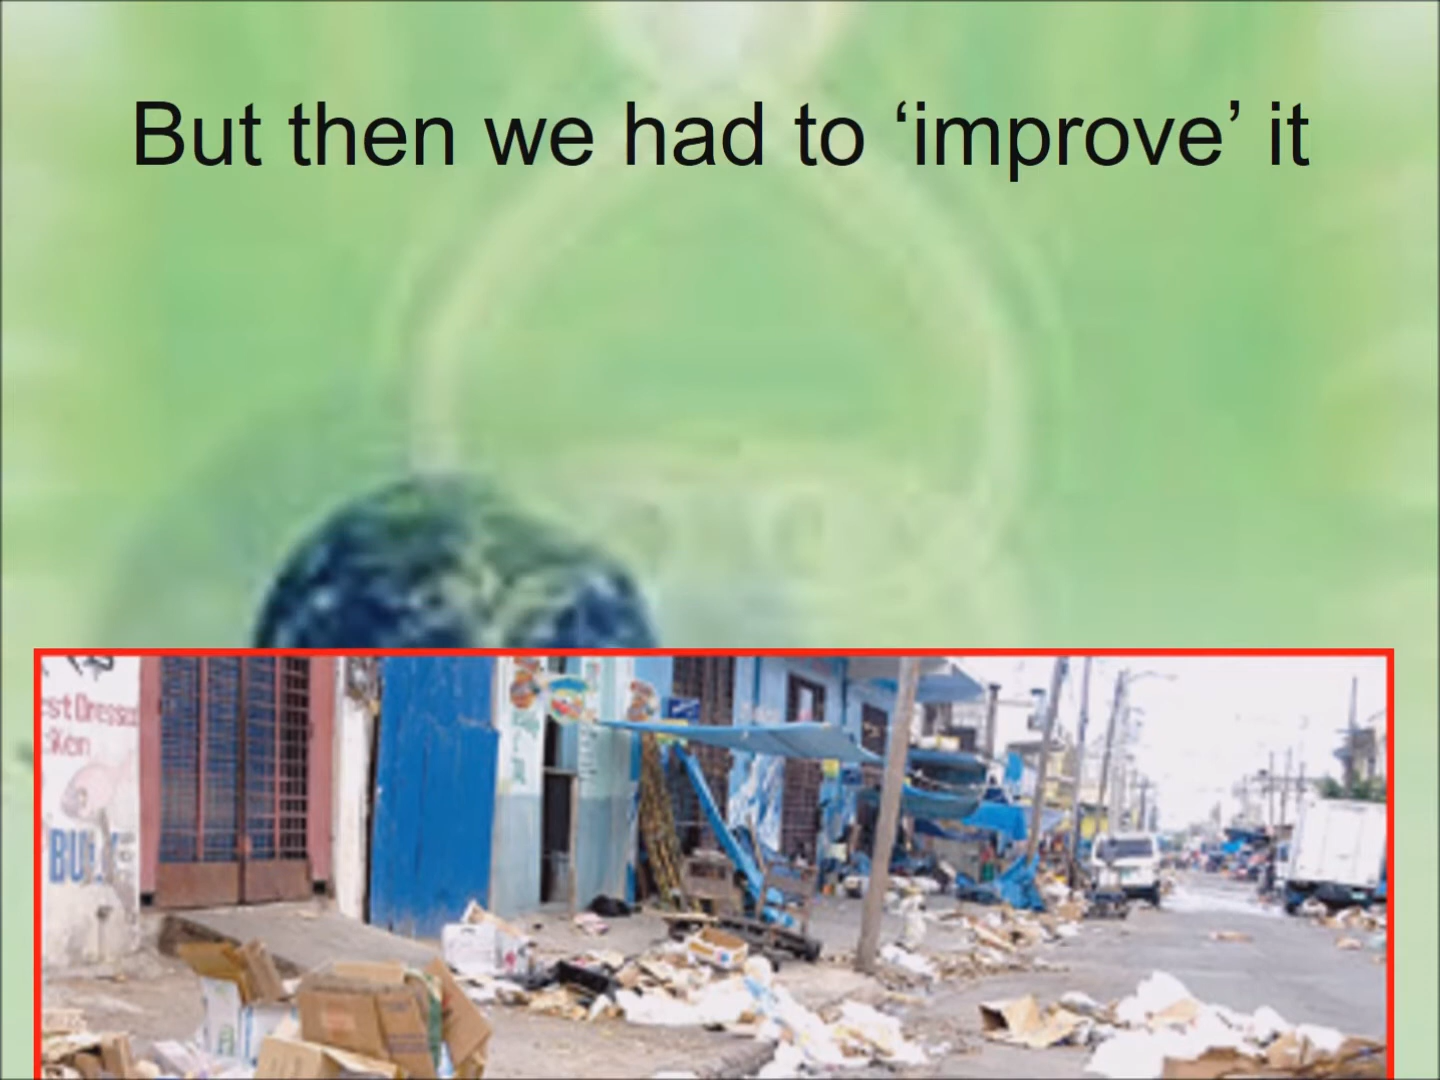 But then we had to ‘improve’ it